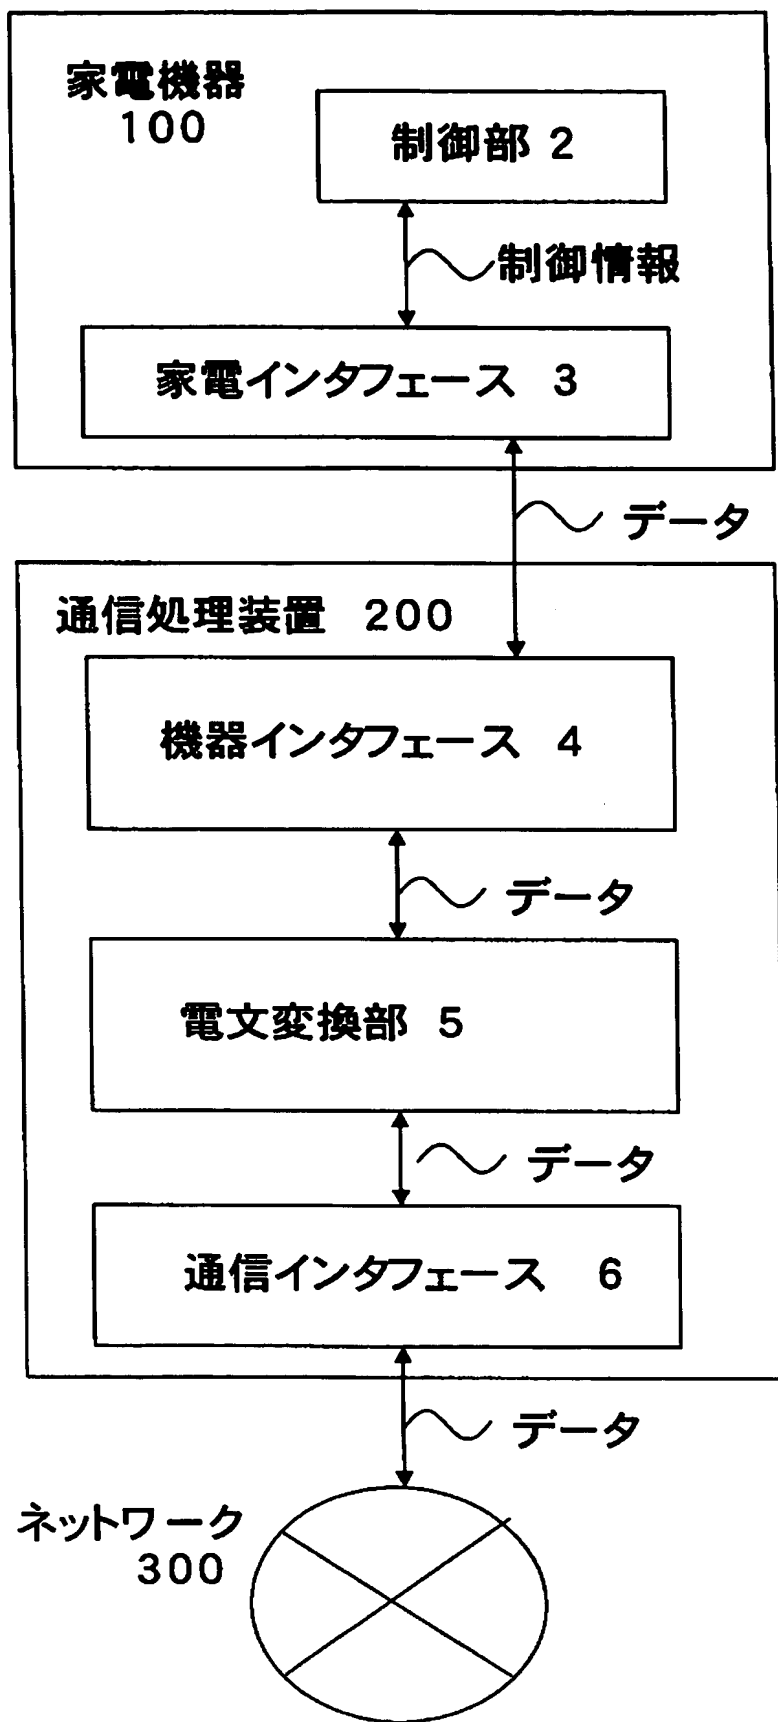 家電機器
100
制御部 2
制御情報
家電インタフェース 3
データ
通信処理装置 200
機器インタフェース 4
データ
電文変換部 5
データ
通信インタフェース 6
データ
ネットワーク
300